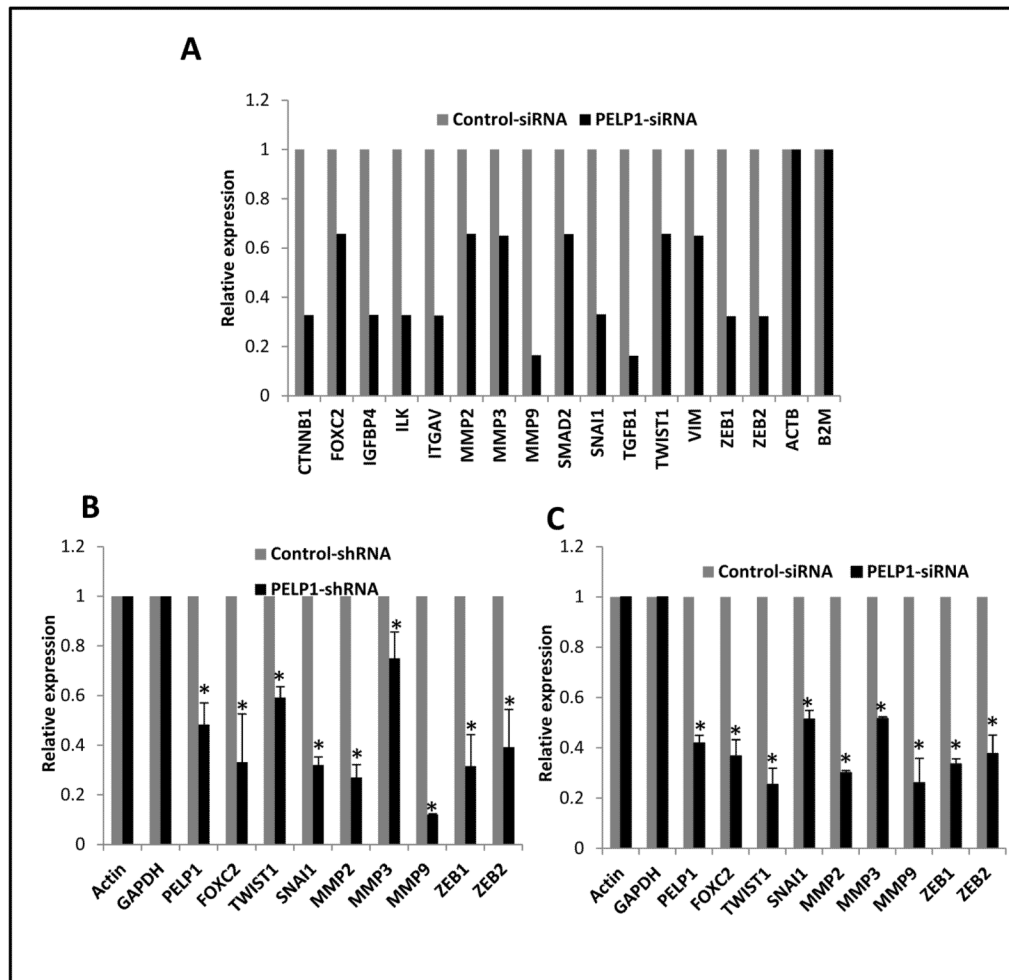 A
1.2
1
0.8
0.6
0.4
0.2
0
Relative expression
Control-siRNA PELP1-siRNA
CTNNB1 FOXC2 IGFBP4 ILK ITGAV MMP2 MMP3 MMP9 SMAD2 SNAI1 TGFB1 TWIST1 VIM ZEB1 ZEB2 ACTB B2M
B
1.2
1
0.8
0.6
0.4
0.2
0
Relative expression
Control-shRNA
PELP1-shRNA
* * * * * * * * *
Actin GAPDH PELP1 FOXC2 TWIST1 SNAI1 MMP2 MMP3 MMP9 ZEB1 ZEB2
C
1.2
1
0.8
0.6
0.4
0.2
0
Relative expression
Control-siRNA PELP1-siRNA
* * * * * * * * *
Actin GAPDH PELP1 FOXC2 TWIST1 SNAI1 MMP2 MMP3 MMP9 ZEB1 ZEB2